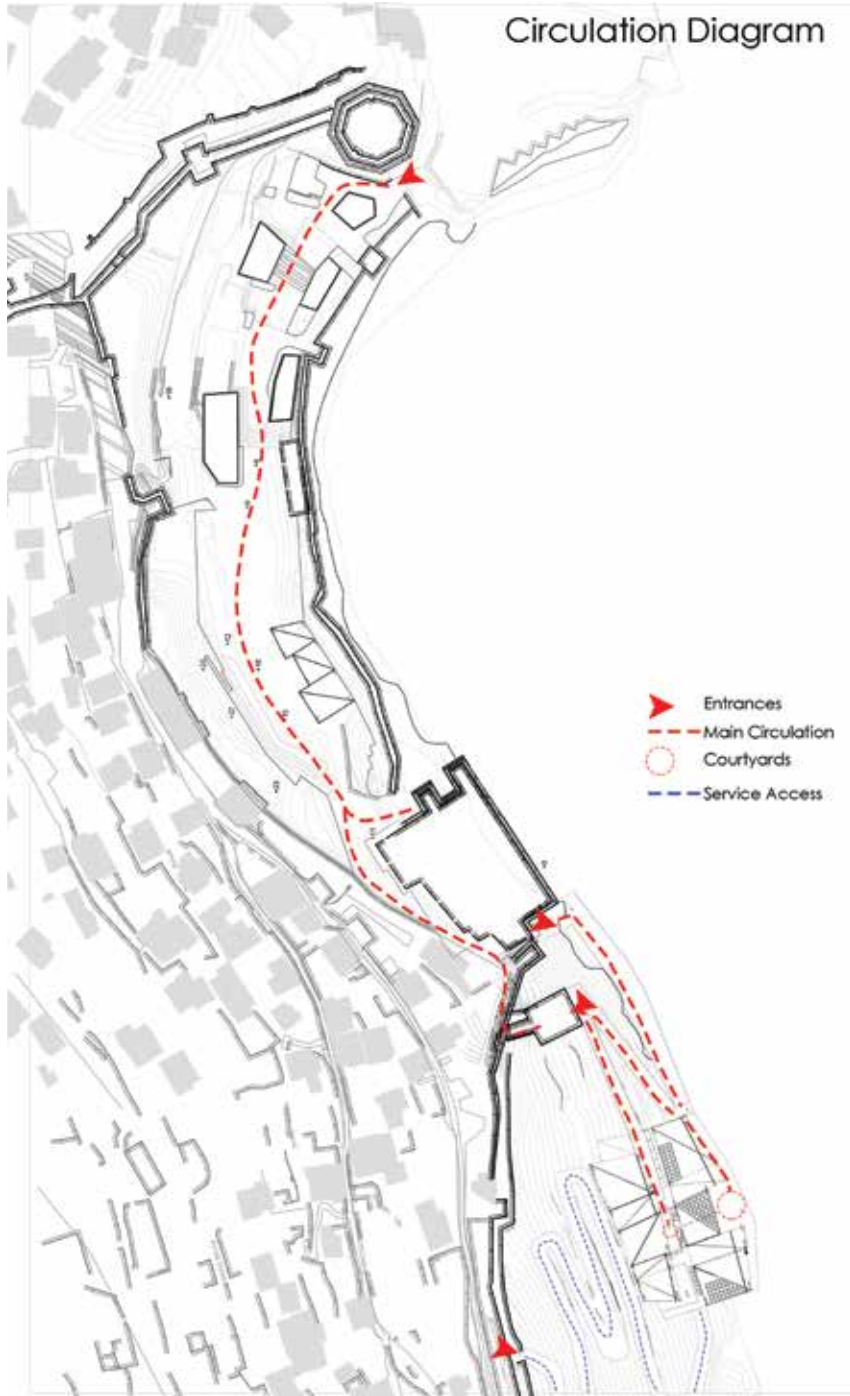 Circulation Diagram
Entrances
Main Circulation
Courtyards
Service Access